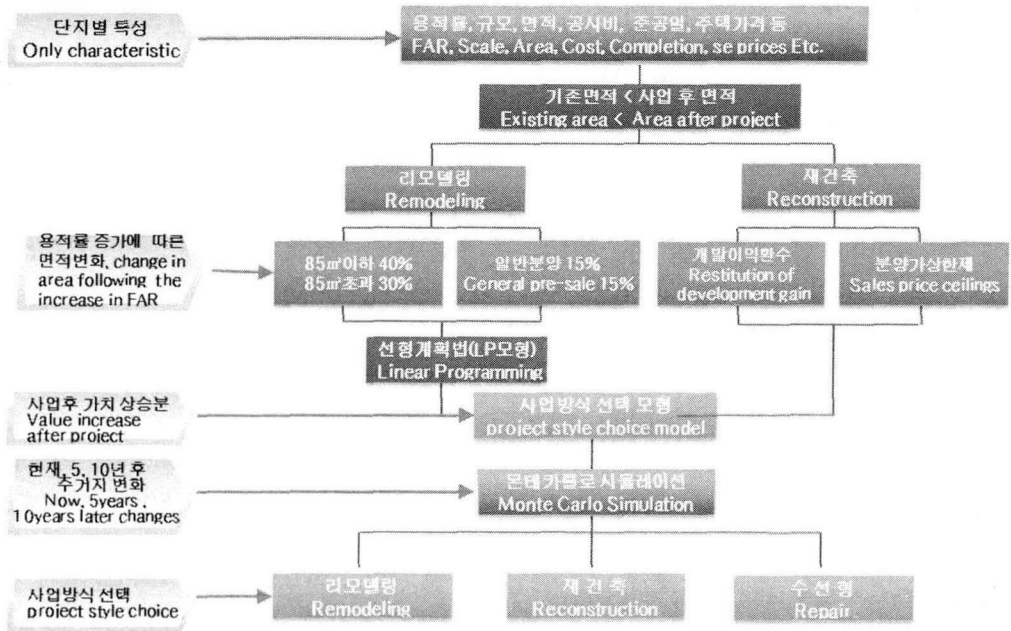 단지별 특성
Only characteristic
용적률, 규모, 면적, 공사비, 준공일, 주택가격 등
FAR, Scale, Area, Cost, Completion, se prices Etc.
기존면적 < 사업 후 면적
Existing area < Area after project
리모델링
Remodeling
재건축
Reconstruction
용적률 증가에 따른
면적변화, change in
area following the
increase in FAR
85㎡이하 40%
85㎡초과 30%
일반분양 15%
General pre-sale 15%
개발이익환수
Restitution of
development gain
분양가상한제
Sales price ceilings
선형계획법(LP모형)
Linear Programming
사업후 가치 상승분
Value increase
after project
사업방식 선택 모형
project style choice model
현재, 5, 10년 후
주거지 변화
Now, 5years,
10years later changes
몬테카를로 시뮬레이션
Monte Carlo Simulation
사업방식 선택
project style choice
리모델링
Remodeling
재건축
Reconstruction
수선형
Repair